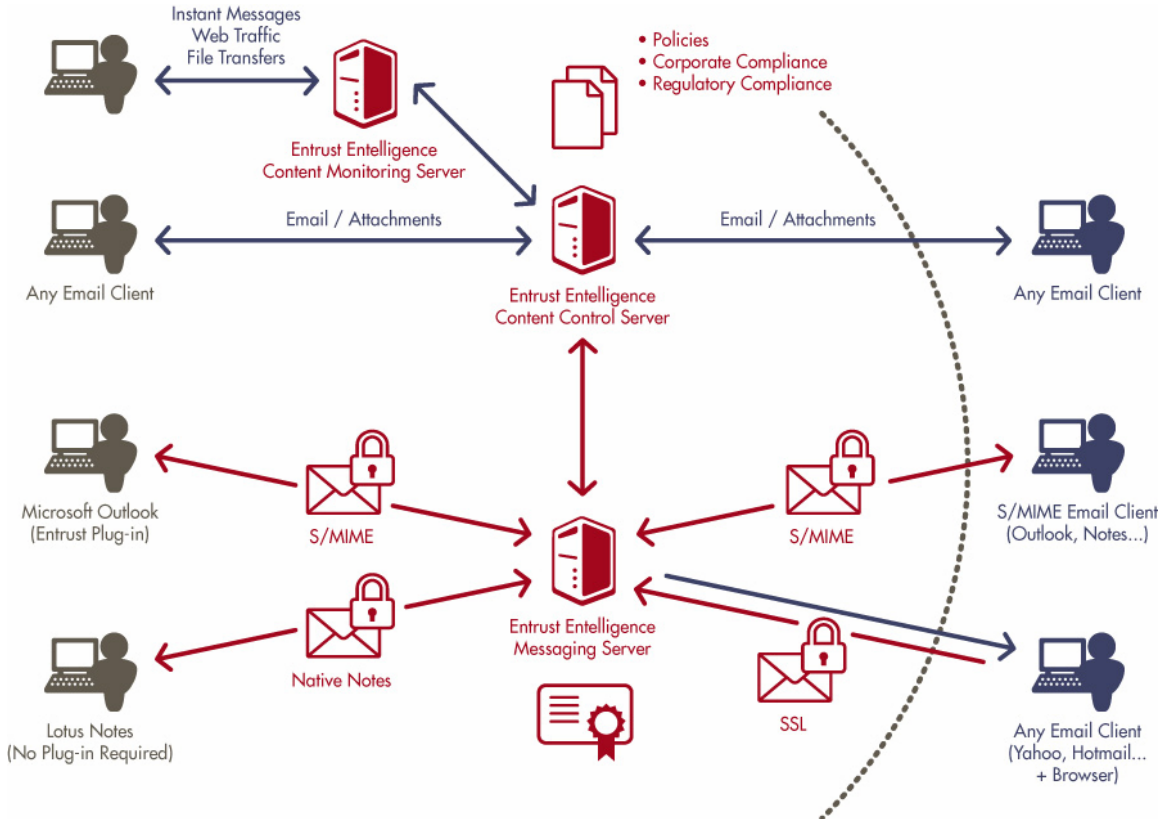 Instant Messages
Web Traffic
File Transfers
• Policies
• Corporate Compliance
• Regulatory Compliance
Entrust Entelligence
Content Monitoring Server
Email / Attachments
Email / Attachments
Any Email Client
Entrust Entelligence
Content Control Server
Any Email Client
Microsoft Outlook
(Entrust Plug-in)
S/MIME
S/MIME
S/MIME Email Client
(Outlook, Notes...)
Entrust Entelligence
Messaging Server
Native Notes
SSL
Lotus Notes
(No Plug-in Required)
Any Email Client
(Yahoo, Hotmail...
+ Browser)